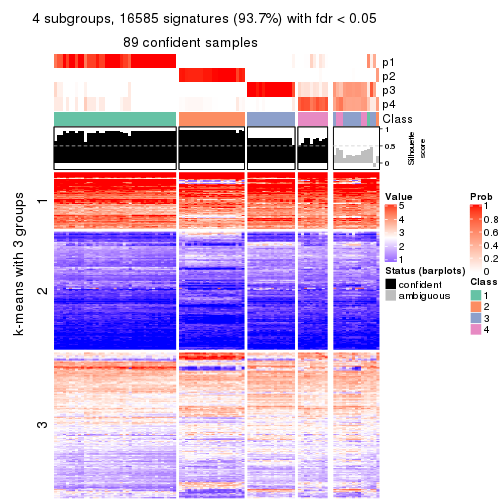 4 subgroups, 16585 signatures (93.7%) with fdr < 0.05
89 confident samples
p1
p2
p3
p4
Class
1
0.5
0
Silhouette
score
k-means with 3 groups
1
2
3
Value
5
4
3
2
1
Prob
1
0.8
0.6
0.4
0.2
0
Status (barplots)
confident
ambiguous
Class
1
2
3
4